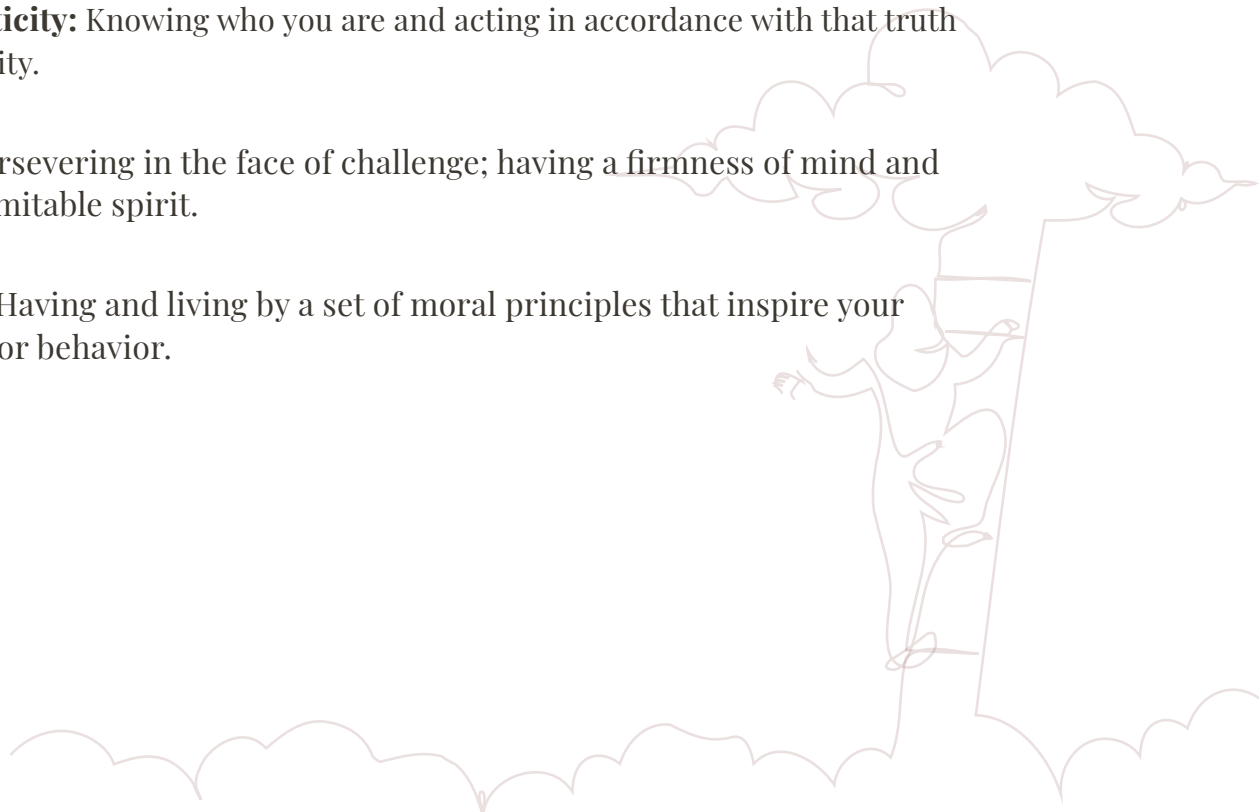 ticity: Knowing who you are and acting in accordance with that truth
ity.
rsevering in the face of challenge; having a firmness of mind and
mitable spirit.
Having and living by a set of moral principles that inspire your
or behavior.